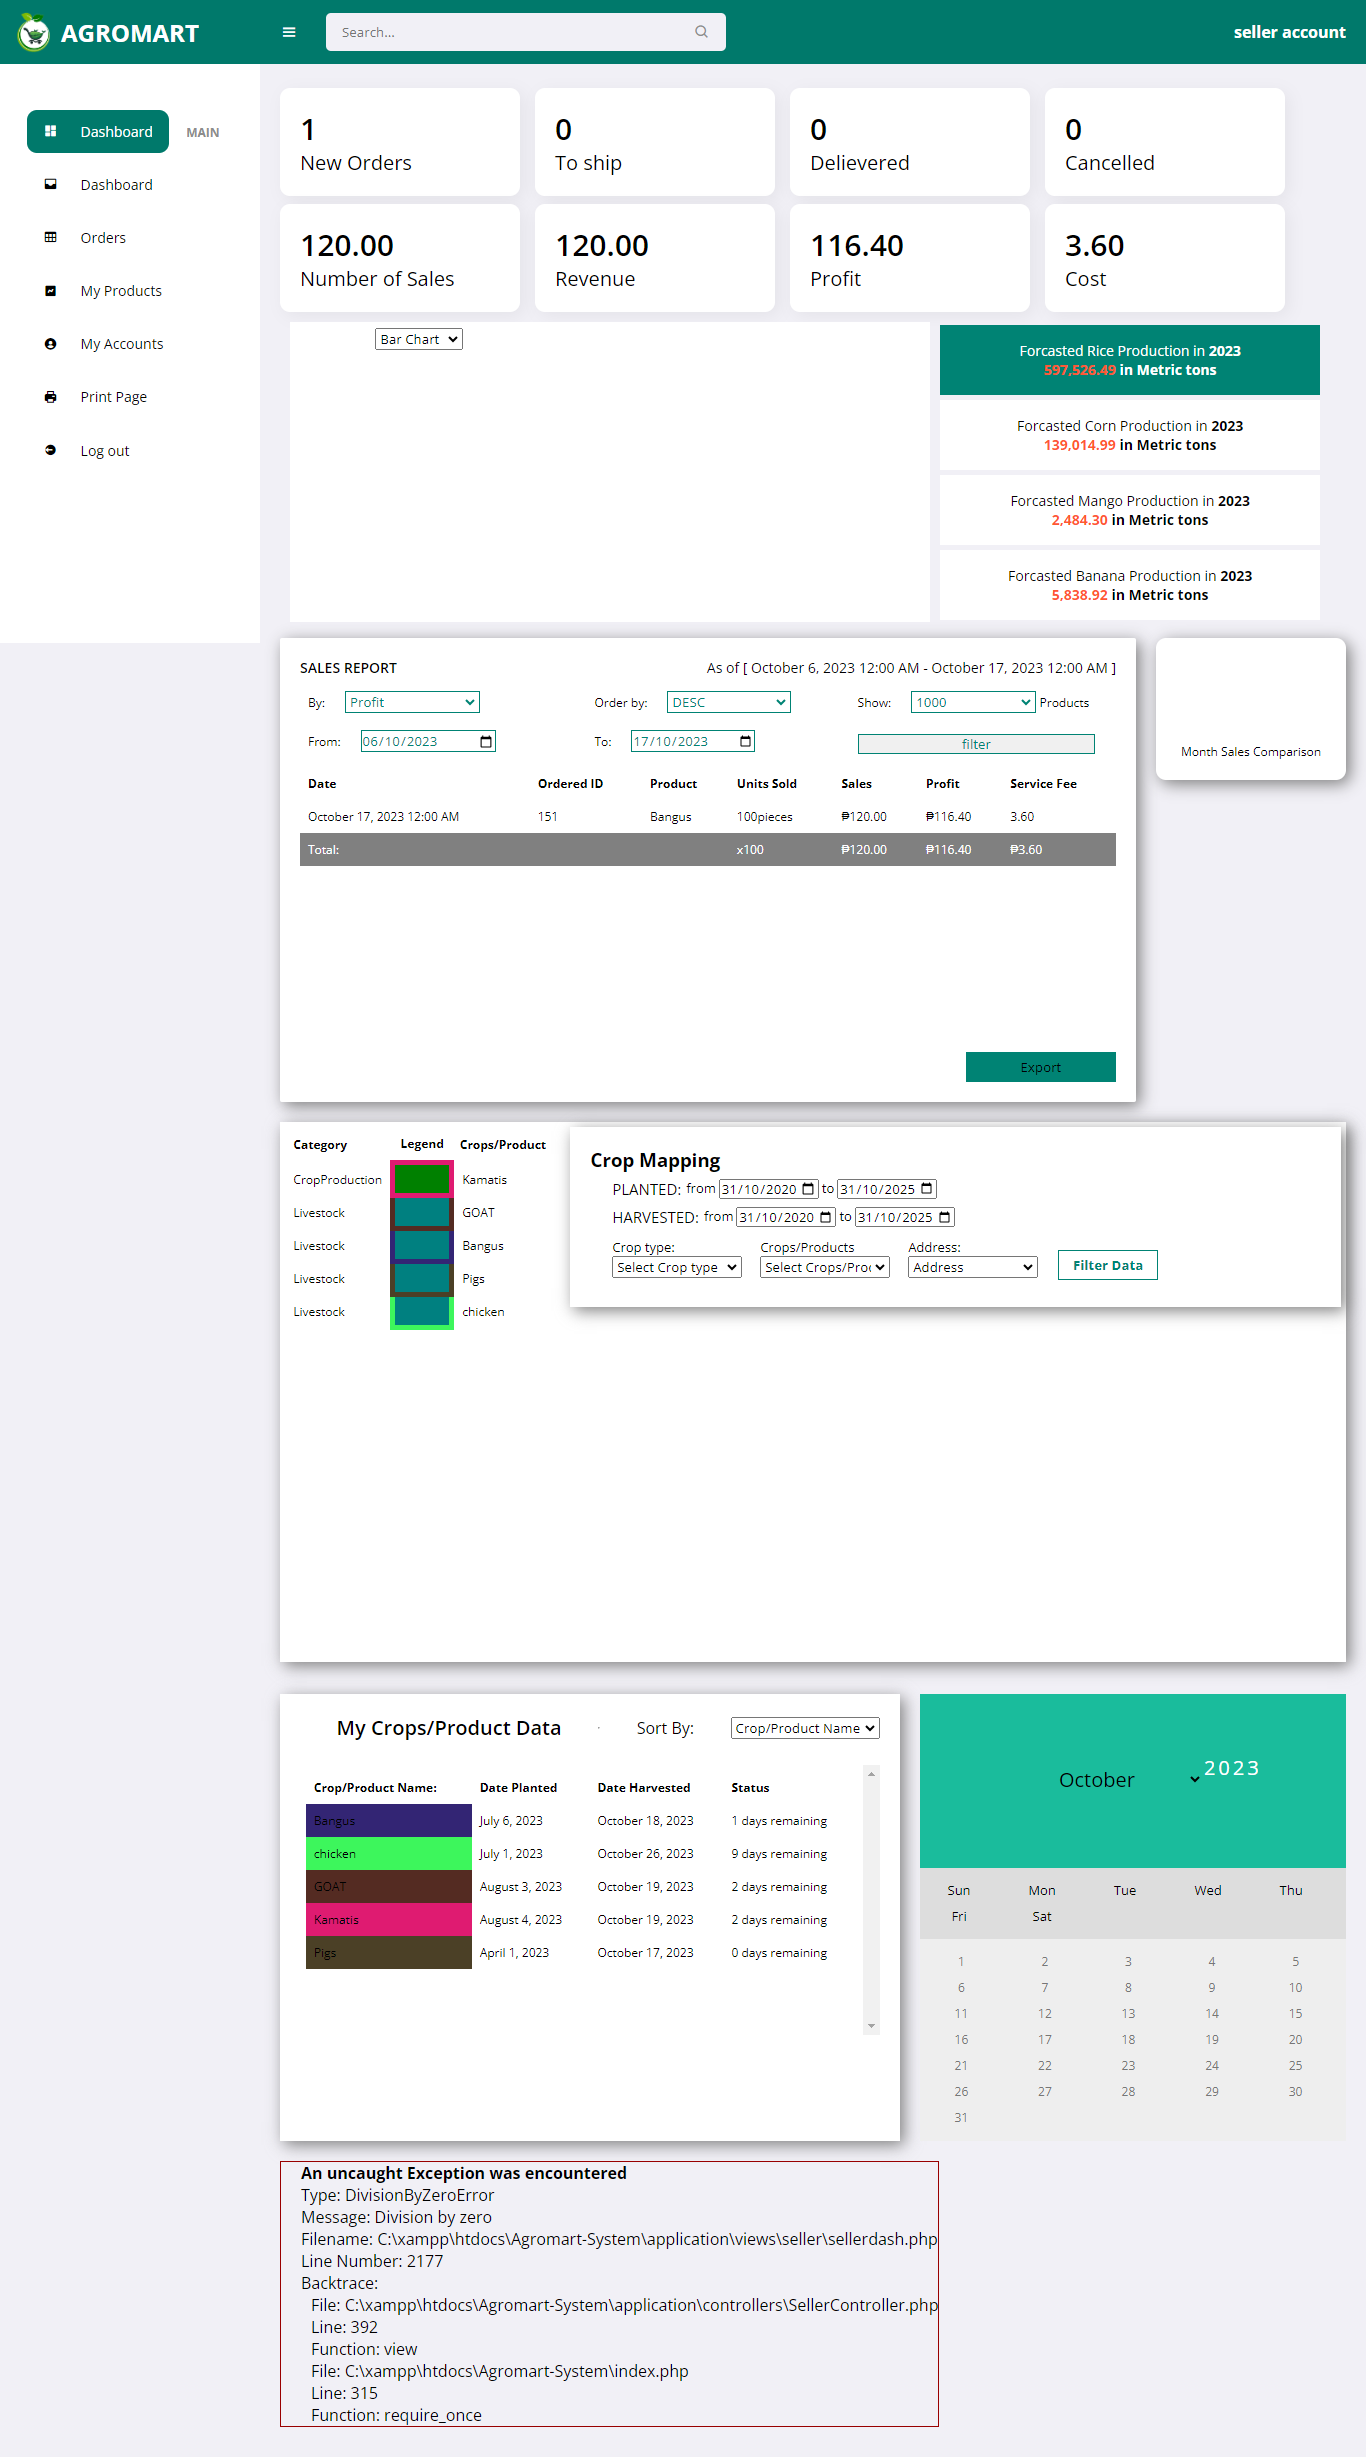 AGROMART
Search...
seller account
Dashboard
MAIN
Dashboard
Orders
My Products
My Accounts
Print Page
Log out
1
New Orders
0
To ship
0
Delievered
0
Cancelled
120.00
Number of Sales
120.00
Revenue
116.40
Profit
3.60
Cost
Bar Chart
Forcasted Rice Production in 2023
597,526.49 in Metric tons
Forcasted Corn Production in 2023
139,014.99 in Metric tons
Forcasted Mango Production in 2023
2,484.30 in Metric tons
Forcasted Banana Production in 2023
5,838.92 in Metric tons
SALES REPORT
As of [ October 6, 2023 12:00 AM - October 17, 2023 12:00 AM ]
By: Profit Order by: DESC Show: 1000 Products
From: 06/10/2023 To: 17/10/2023 filter
Date Ordered ID Product Units Sold Sales Profit Service Fee
October 17, 2023 12:00 AM 151 Bangus 100pieces ₱120.00 ₱116.40 3.60
Total: x100 ₱120.00 ₱116.40 ₱3.60
Export
Month Sales Comparison
Category Legend Crops/Product
CropProduction Kamatis
Livestock GOAT
Livestock Bangus
Livestock Pigs
Livestock chicken
Crop Mapping
PLANTED: from 31/10/2020 to 31/10/2025
HARVESTED: from 31/10/2020 to 31/10/2025
Crop type: Crops/Products Address:
Select Crop type Select Crops/Proc Address Filter Data
My Crops/Product Data
Sort By: Crop/Product Name
Crop/Product Name: Date Planted Date Harvested Status
Bangus July 6, 2023 October 18, 2023 1 days remaining
chicken July 1, 2023 October 26, 2023 9 days remaining
GOAT August 3, 2023 October 19, 2023 2 days remaining
Kamatis August 4, 2023 October 19, 2023 2 days remaining
Pigs April 1, 2023 October 17, 2023 0 days remaining
October 2023
Sun Mon Tue Wed Thu
Fri Sat
1 2 3 4 5
6 7 8 9 10
11 12 13 14 15
16 17 18 19 20
21 22 23 24 25
26 27 28 29 30
31
An uncaught Exception was encountered
Type: DivisionByZeroError
Message: Division by zero
Filename: C:\xampp\htdocs\Agromart-System\application\views\seller\sellerdash.php
Line Number: 2177
Backtrace:
File: C:\xampp\htdocs\Agromart-System\application\controllers\SellerController.php
Line: 392
Function: view
File: C:\xampp\htdocs\Agromart-System\index.php
Line: 315
Function: require_once